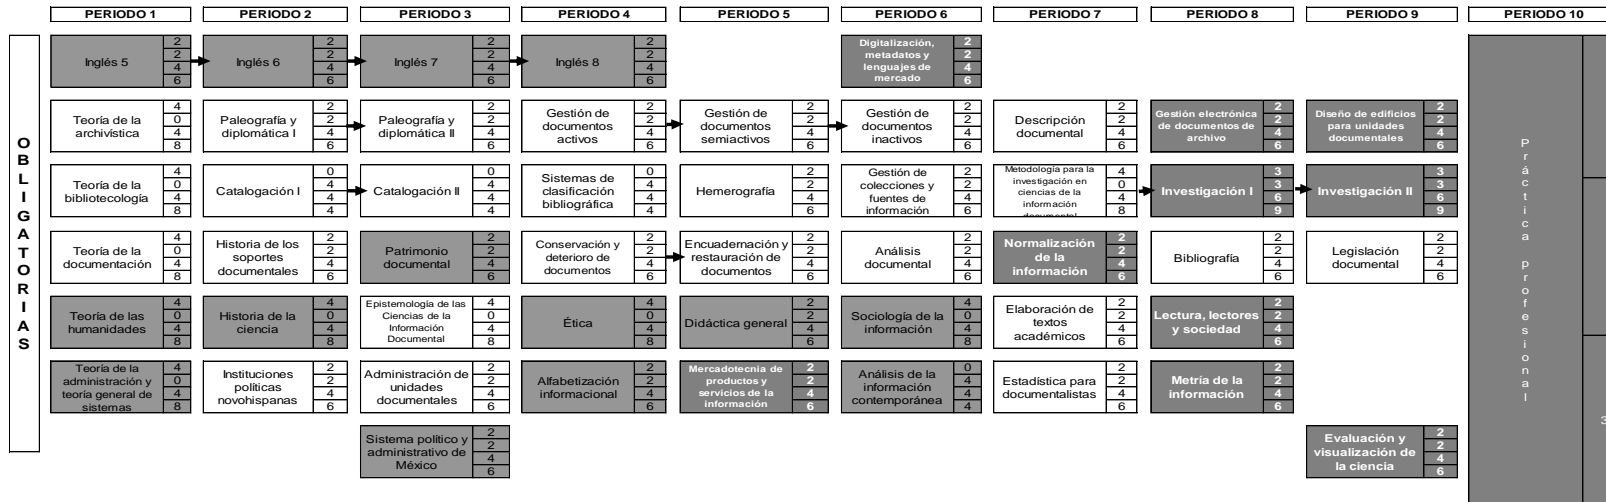 PERIODO 1 PERIODO 2 PERIODO 3 PERIODO 4 PERIODO 5 PERIODO 6 PERIODO 7 PERIODO 8 PERIODO 9 PERIODO 10
OBLIGATORIAS
Inglés 5
2
2
4
6
Inglés 6
2
2
4
6
Inglés 7
2
2
4
6
Inglés 8
2
2
4
6
Digitalización,
metadatos y
lenguajes de
mercado
2
2
4
6
Teoría de la
archivística
4
0
4
8
Paleografía y
diplomática I
2
2
4
6
Paleografía y
diplomática II
2
2
4
6
Gestión de
documentos
activos
2
2
4
6
Gestión de
documentos
semiactivos
2
2
4
6
Gestión de
documentos
inactivos
2
2
4
6
Descripción
documental
2
2
4
6
Gestión electrónica
de documentos de
archivo
2
2
4
6
Diseño de edificios
para unidades
documentales
2
2
4
6
Teoría de la
bibliotecología
4
0
4
8
Catalogación I
0
4
4
4
Catalogación II
0
4
4
4
Sistemas de
clasificación
bibliográfica
0
4
4
4
Hemerografía
2
2
4
6
Gestión de
colecciones y
fuentes de
información
2
2
4
6
Metodología para la
investigación en
ciencias de la
información
documental
4
0
4
8
Investigación I
3
3
6
9
Investigación II
3
3
6
9
Teoría de la
documentación
4
0
4
8
Historia de los
soportes
documentales
2
2
4
6
Patrimonio
documental
2
2
4
6
Conservación y
deterioro de
documentos
2
2
4
6
Encuadernación y
restauración de
documentos
2
2
4
6
Análisis
documental
2
2
4
6
Normalización
de la
información
2
2
4
6
Bibliografía
2
2
4
6
Legislación
documental
2
2
4
6
Teoría de las
humanidades
4
0
4
8
Historia de la
ciencia
4
0
4
8
Epistemología de las
Ciencias de la
Información
Documental
4
0
4
8
Ética
4
0
4
8
Didáctica general
2
2
4
6
Sociología de la
información
4
0
4
8
Elaboración de
textos
académicos
2
2
4
6
Lectura, lectores
y sociedad
2
2
4
6
Teoría de la
administración y
teoría general de
sistemas
4
0
4
8
Instituciones
políticas
novohispanas
2
2
4
6
Administración de
unidades
documentales
2
2
4
6
Alfabetización
informacional
2
2
4
6
Mercadotecnia de
productos y
servicios de la
información
2
2
4
6
Análisis de la
información
contemporánea
0
4
4
4
Estadística para
documentalistas
2
2
4
6
Metría de la
información
2
2
4
6
Sistema político y
administrativo de
México
2
2
4
6
Evaluación y
visualización de
la ciencia
2
2
4
6
Práctica profesional
3